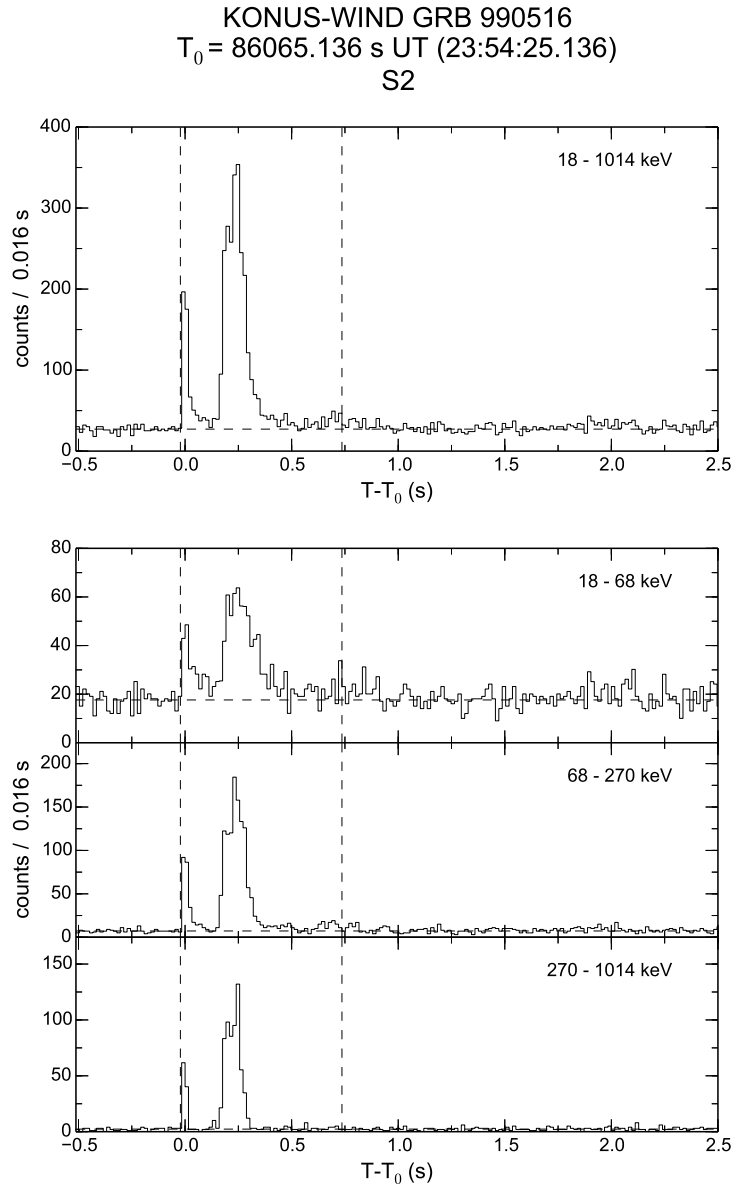 KONUS-WIND GRB 990516
T₀ = 86065.136 s UT (23:54:25.136)
S2
400
300
200
100
0
counts / 0.016 s
18 - 1014 keV
−0.5 0.0 0.5 1.0 1.5 2.0 2.5
T-T₀ (s)
80
60
40
20
0
18 - 68 keV
200
150
100
50
0
counts / 0.016 s
68 - 270 keV
150
100
50
0
270 - 1014 keV
−0.5 0.0 0.5 1.0 1.5 2.0 2.5
T-T₀ (s)